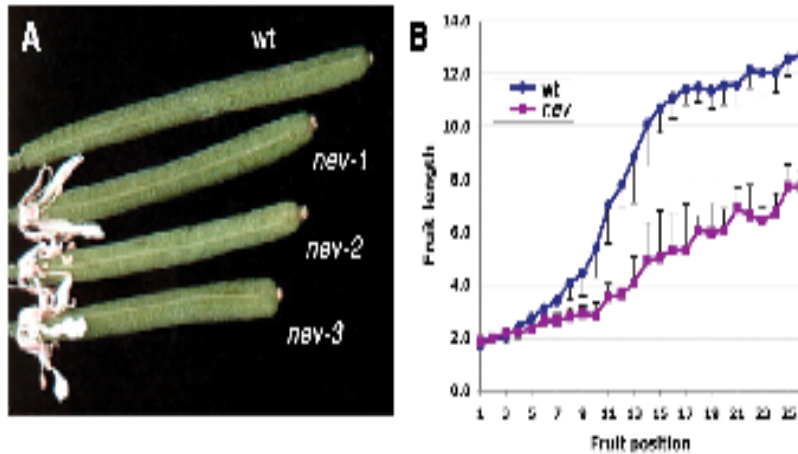 A
wt
nev-1
nev-2
nev-3
B
14.0
12.0
10.0
8.0
6.0
4.0
2.0
0.0
Fruit length
wt
nev
1 3 5 7 9 11 13 15 17 19 21 23 25
Fruit position